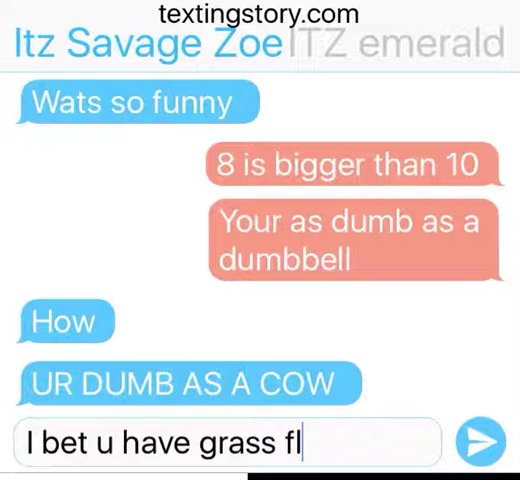 textingstory.com
Itz Savage Zoe ITZ emerald
Wats so funny
8 is bigger than 10
Your as dumb as a
dumbbell
How
UR DUMB AS A COW
I bet u have grass fl